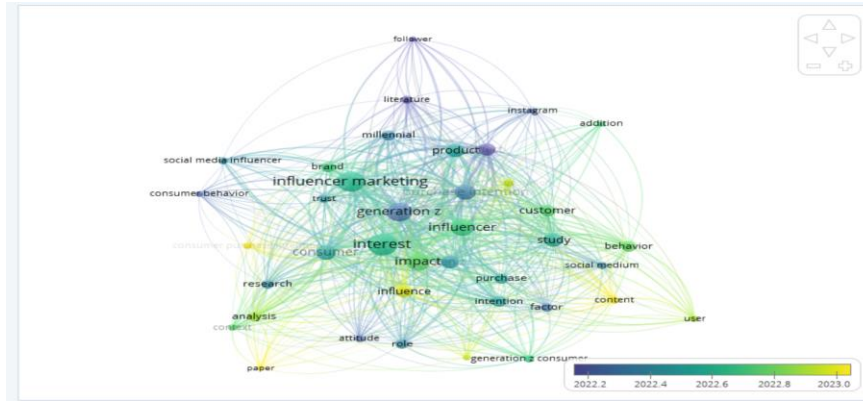 follower
literature
instagram
addition
millennial
product
social media influencer
brand
influencer marketing
consumer behavior
trust
generation z
customer
influencer
study
interest
behavior
consumer
impact
social medium
purchase
research
influence
intention
content
factor
analysis
user
context
attitude
role
generation z consumer
paper
2022.2 2022.4 2022.6 2022.8 2023.0